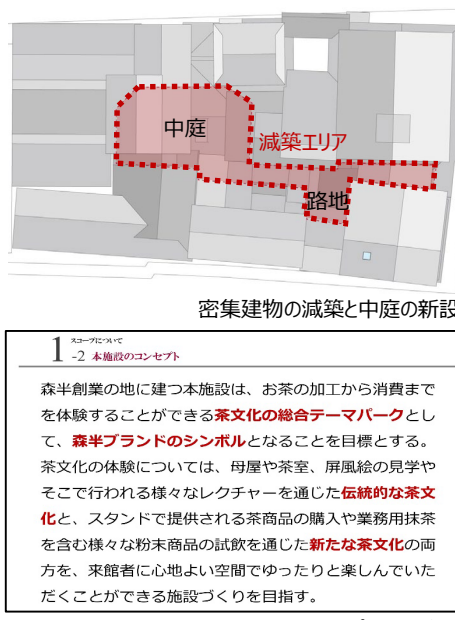 中庭
減築エリア
路地
密集建物の減築と中庭の新設
1 スコープについて
-2 本施設のコンセプト
森半創業の地に建つ本施設は、お茶の加工から消費まで
を体験することができる茶文化の総合テーマパークとし
て、森半ブランドのシンボルとなることを目標とする。
茶文化の体験については、母屋や茶室、屏風絵の見学や
そこで行われる様々なレクチャーを通じた伝統的な茶文
化と、スタンドで提供される茶商品の購入や業務用抹茶
を含む様々な粉末商品の試飲を通じた新たな茶文化の両
方を、来館者に心地よい空間でゆったりと楽しんでいた
だくことができる施設づくりを目指す。